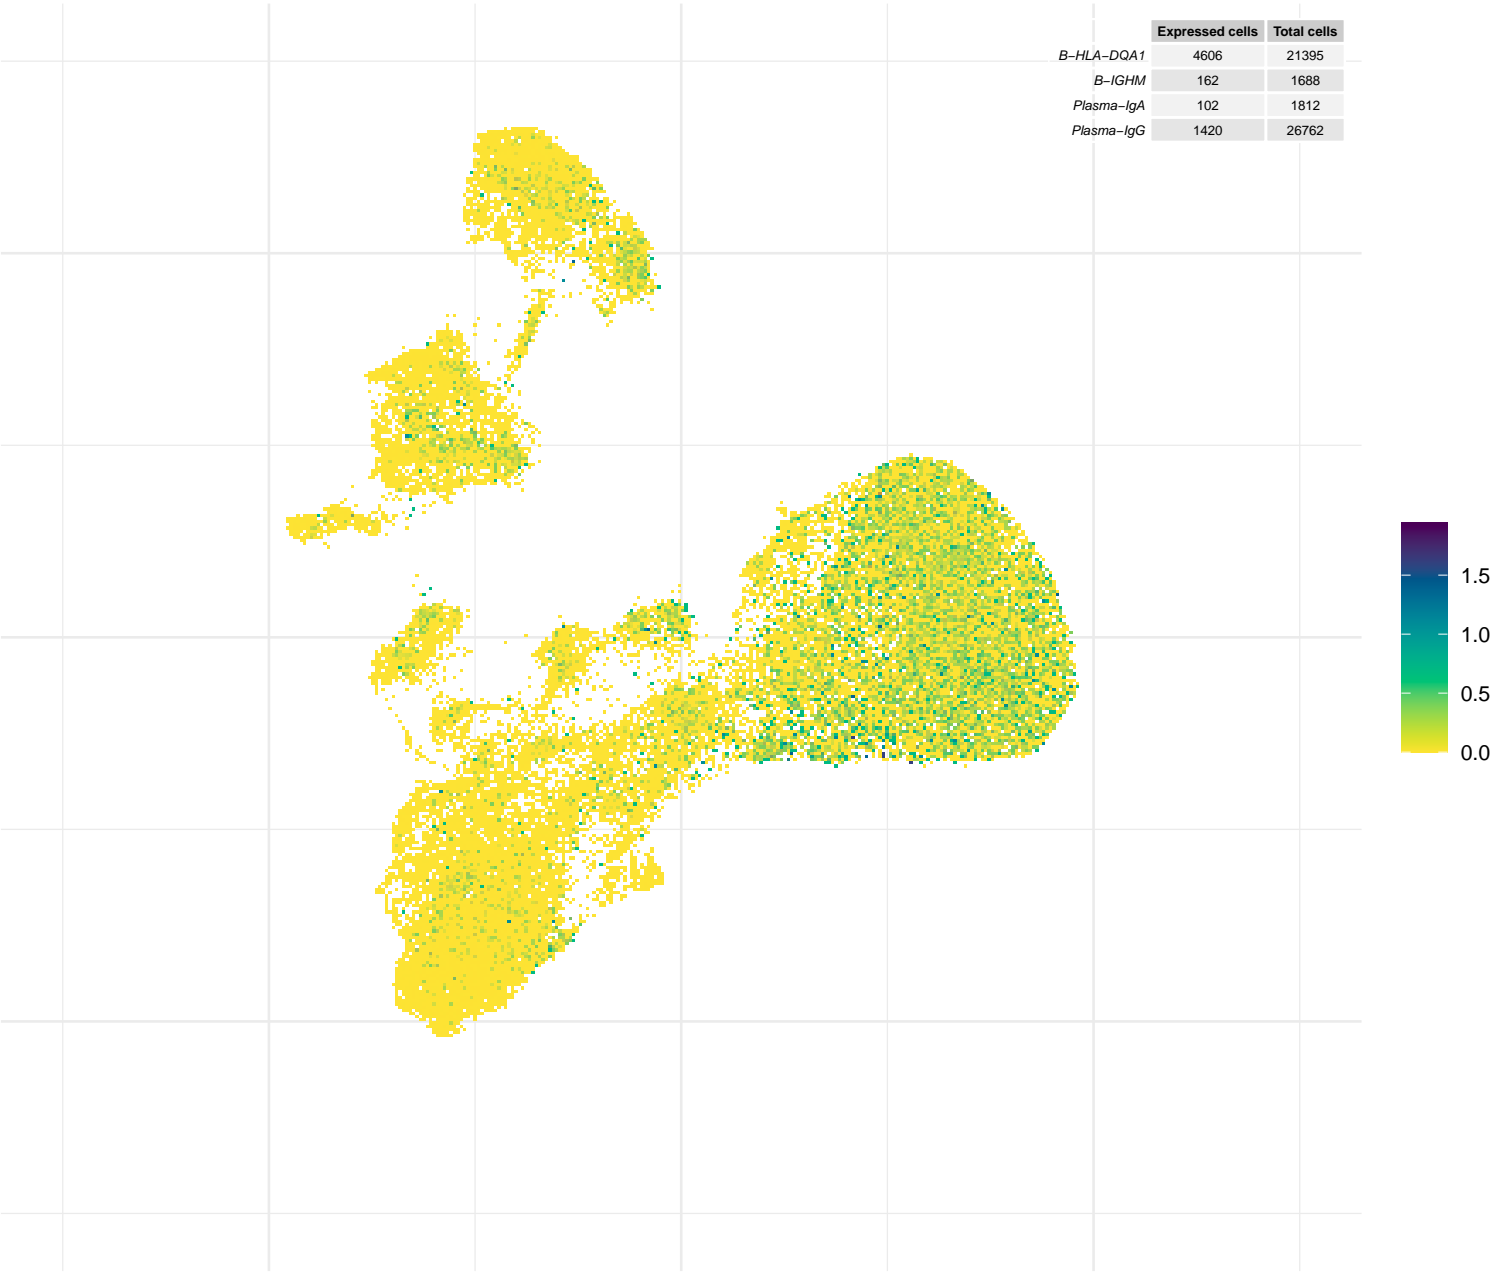 Expressed cells Total cells
B−HLA−DQA1 4606 21395
B−IGHM 162 1688
Plasma−IgA 102 1812
Plasma−IgG 1420 26762
1.5
1.0
0.5
0.0